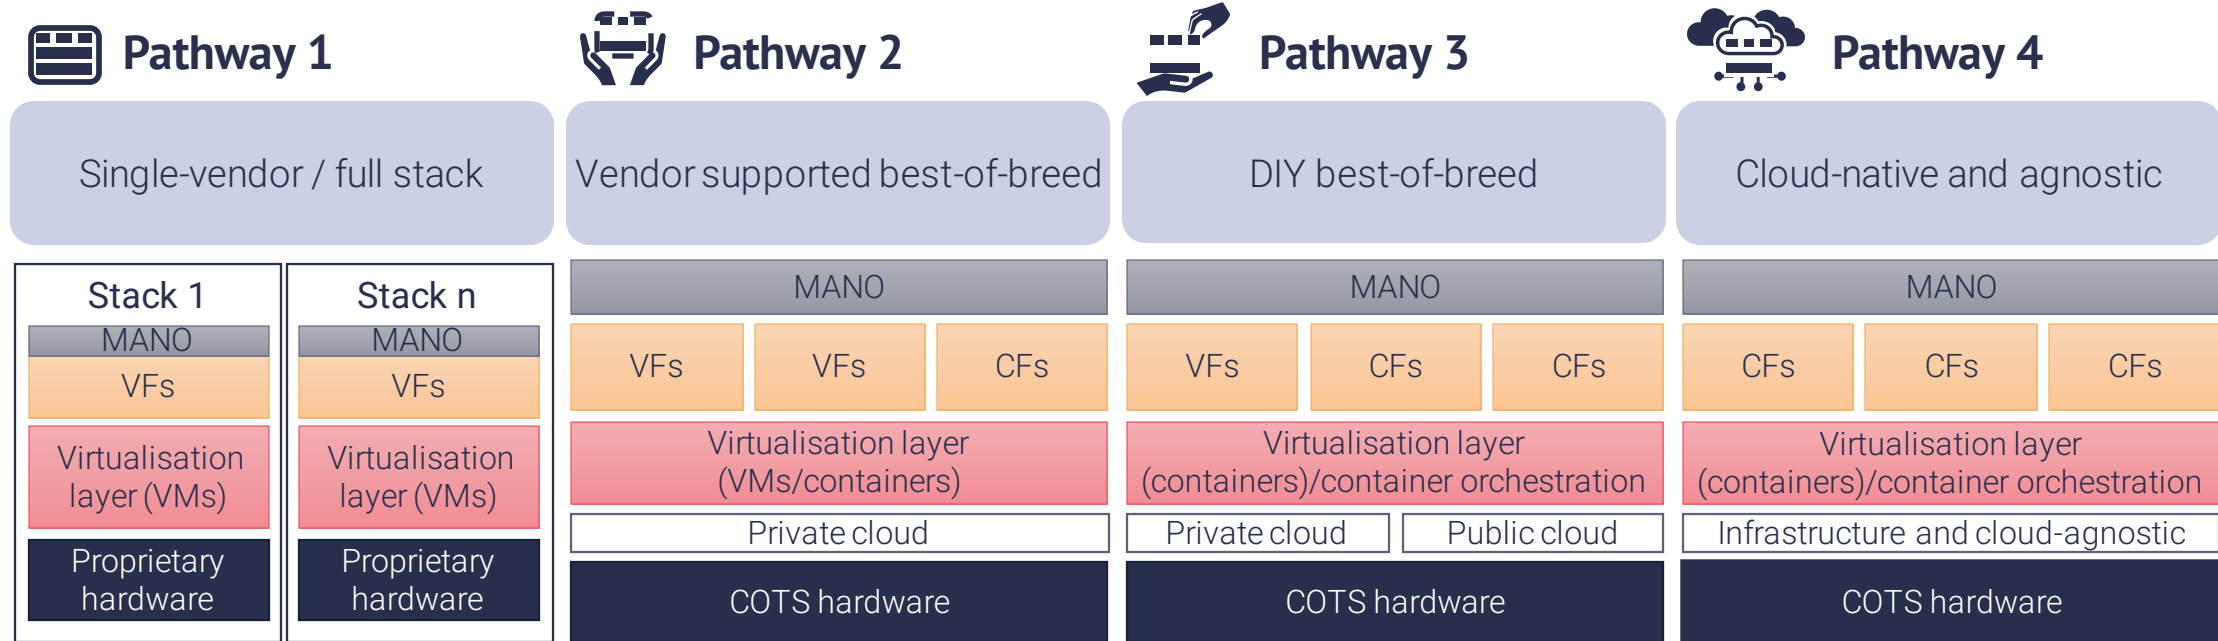 Pathway 1
Single-vendor / full stack
Stack 1
MANO
VFs
Virtualisation
layer (VMs)
Proprietary
hardware
Stack n
MANO
VFs
Virtualisation
layer (VMs)
Proprietary
hardware
Pathway 2
Vendor supported best-of-breed
MANO
VFs
VFs
CFs
Virtualisation layer
(VMs/containers)
Private cloud
COTS hardware
Pathway 3
DIY best-of-breed
MANO
VFs
CFs
CFs
Virtualisation layer
(containers)/container orchestration
Private cloud
Public cloud
COTS hardware
Pathway 4
Cloud-native and agnostic
MANO
CFs
CFs
CFs
Virtualisation layer
(containers)/container orchestration
Infrastructure and cloud-agnostic
COTS hardware